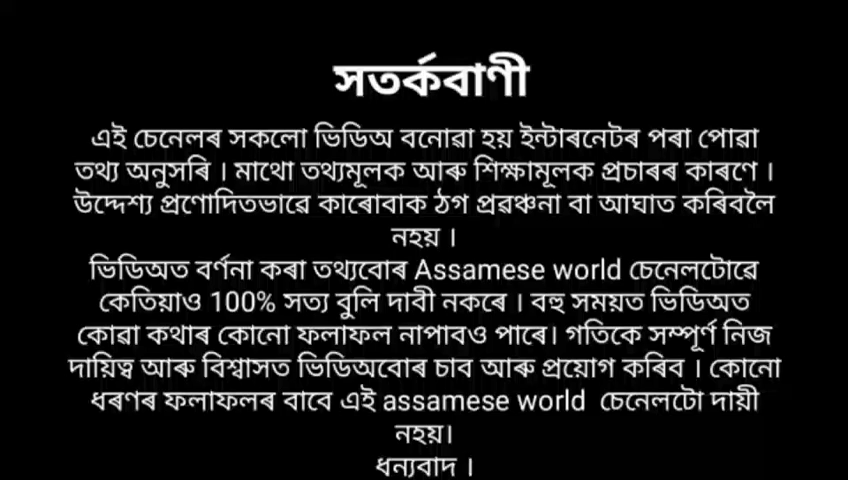 সতৰ্কবাণী
এই চেনেলৰ সকলো ভিডিঅ বনোৱা হয় ইন্টাৰনেটৰ পৰা পোৱা
তথ্য অনুসৰি । মাথো তথ্যমূলক আৰু শিক্ষামূলক প্ৰচাৰৰ কাৰণে ।
উদ্দেশ্য প্ৰণোদিতভাৱে কাৰোবাক ঠগ প্ৰৱঞ্চনা বা আঘাত কৰিবলৈ
নহয় ।
ভিডিঅত বৰ্ণনা কৰা তথ্যবোৰ Assamese world চেনেলটোৱে
কেতিয়াও 100% সত্য বুলি দাবী নকৰে । বহু সময়ত ভিডিঅত
কোৱা কথাৰ কোনো ফলাফল নাপাবও পাৰে। গতিকে সম্পূৰ্ণ নিজ
দায়িত্ব আৰু বিশ্বাসত ভিডিঅবোৰ চাব আৰু প্ৰয়োগ কৰিব । কোনো
ধৰণৰ ফলাফলৰ বাবে এই assamese world চেনেলটো দায়ী
নহয়।
ধন্যবাদ ।